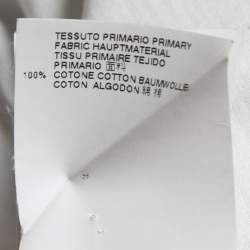 TESSUTO PRIMARIO PRIMARY
FABRIC HAUPTMATERIAL
TISSU PRIMAIRE TEJIDO
PRIMARIO 面料
100% COTONE COTTON BAUMWOLLE
COTON ALGODON 綿 棉